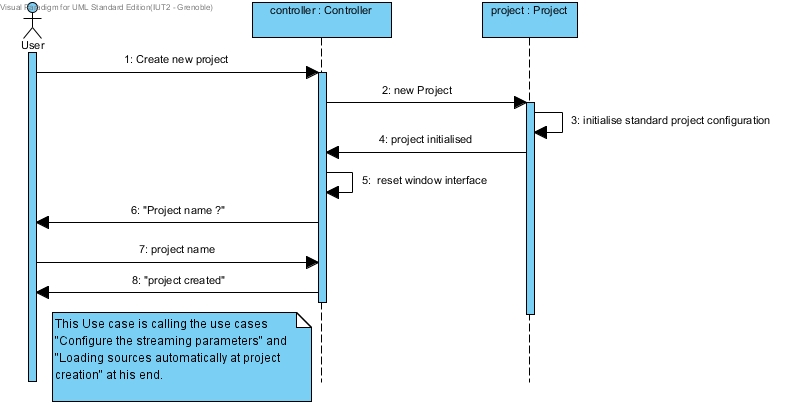 Visual Paradigm for UML Standard Edition(IUT2 - Grenoble)
controller : Controller
project : Project
User
1: Create new project
2: new Project
3: initialise standard project configuration
4: project initialised
5: reset window interface
6: "Project name ?"
7: project name
8: "project created"
This Use case is calling the use cases
"Configure the streaming parameters" and
"Loading sources automatically at project
creation" at his end.